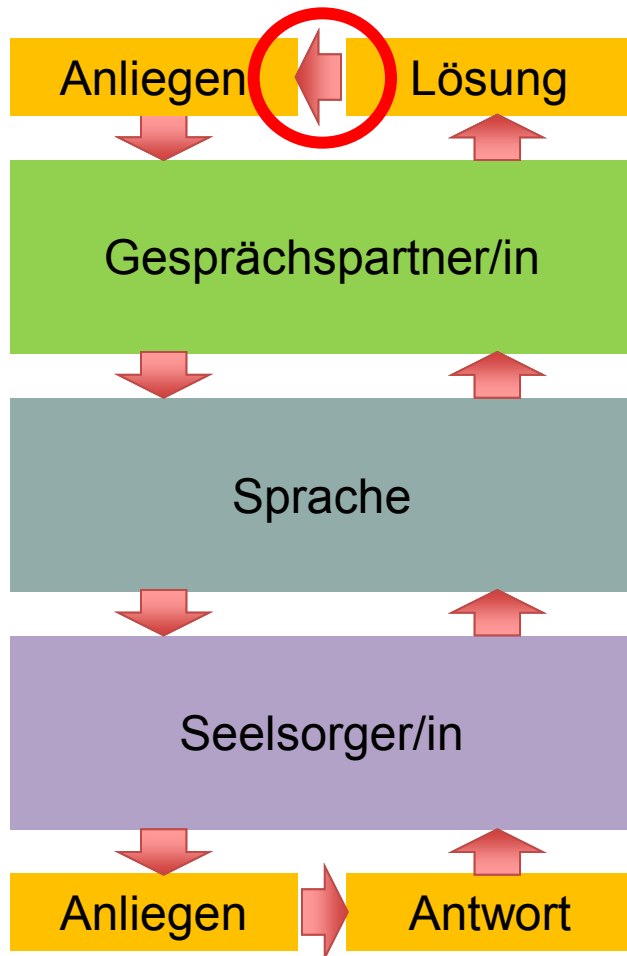 Anliegen
Lösung
Gesprächspartner/in
Sprache
Seelsorger/in
Anliegen
Antwort